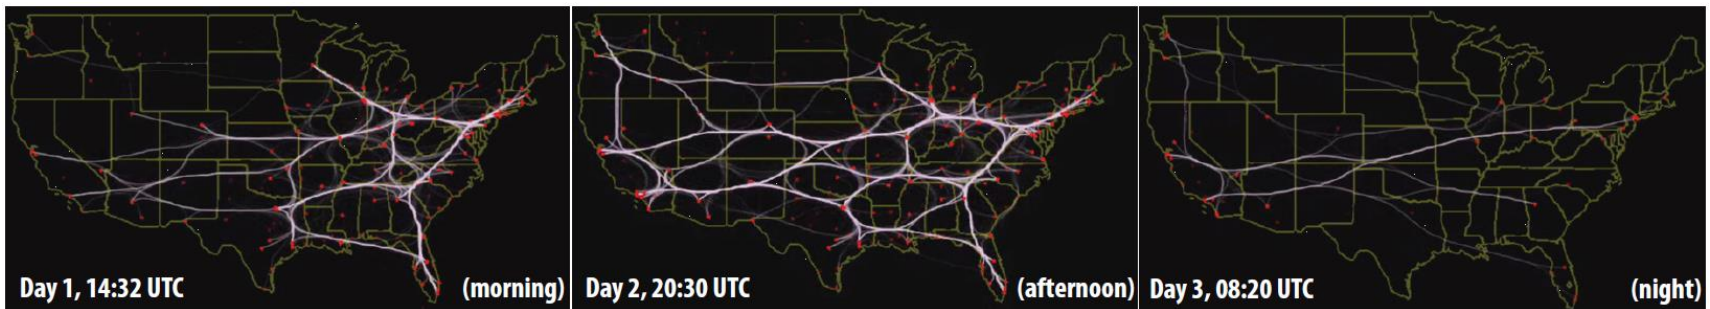 Day 1, 14:32 UTC
(morning)
Day 2, 20:30 UTC
(afternoon)
Day 3, 08:20 UTC
(night)